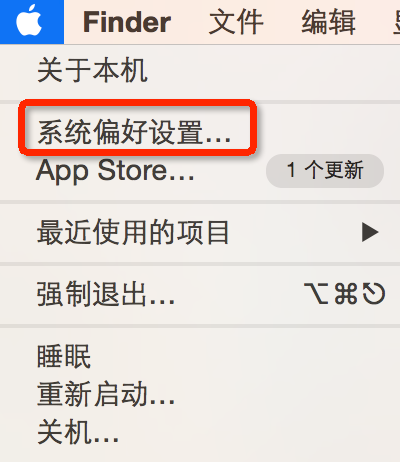 Finder 文件 编辑
关于本机
系统偏好设置...
App Store... 1 个更新
最近使用的项目 ▶
强制退出... ⌥⌘⎋
睡眠
重新启动...
关机...